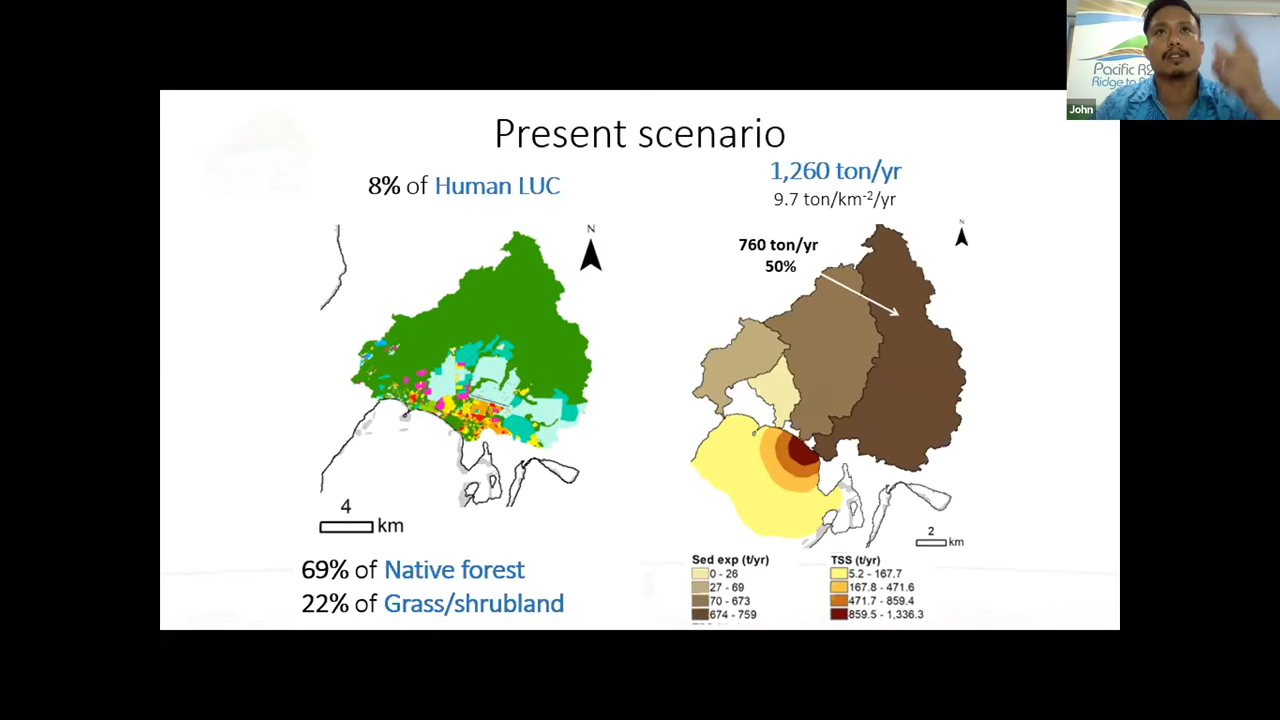 Pacific R2
Ridge to
John
Present scenario
8% of Human LUC
1,260 ton/yr
9.7 ton/km-2/yr
N
N
760 ton/yr
50%
4
km
2
km
69% of Native forest
22% of Grass/shrubland
Sed exp (t/yr)
0 - 26
27 - 69
70 - 673
674 - 759
TSS (t/yr)
5.2 - 167.7
167.8 - 471.6
471.7 - 859.4
859.5 - 1,336.3